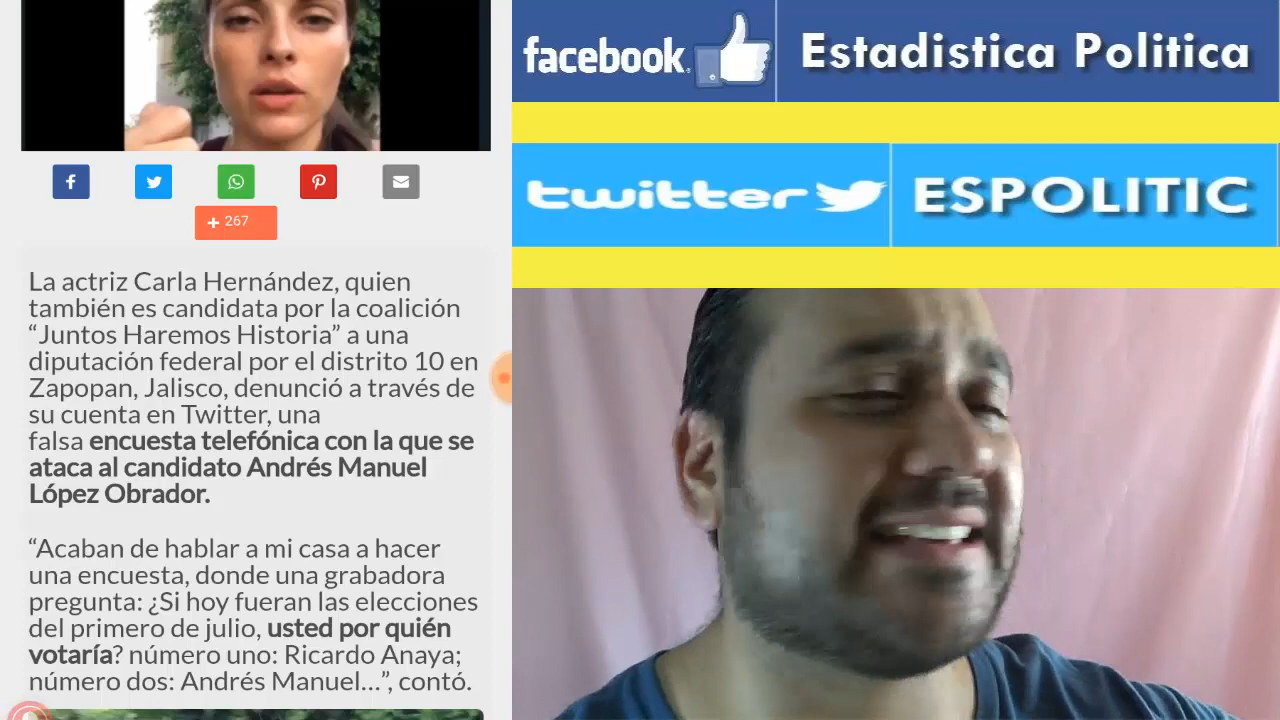 + 267
La actriz Carla Hernández, quien
también es candidata por la coalición
“Juntos Haremos Historia” a una
diputación federal por el distrito 10 en
Zapopan, Jalisco, denunció a través de
su cuenta en Twitter, una
falsa encuesta telefónica con la que se
ataca al candidato Andrés Manuel
López Obrador.
“Acaban de hablar a mi casa a hacer
una encuesta, donde una grabadora
pregunta: ¿Si hoy fueran las elecciones
del primero de julio, usted por quién
votaría? número uno: Ricardo Anaya;
número dos: Andrés Manuel...”, contó.
facebook. Estadistica Politica
twitter ESPOLITIC